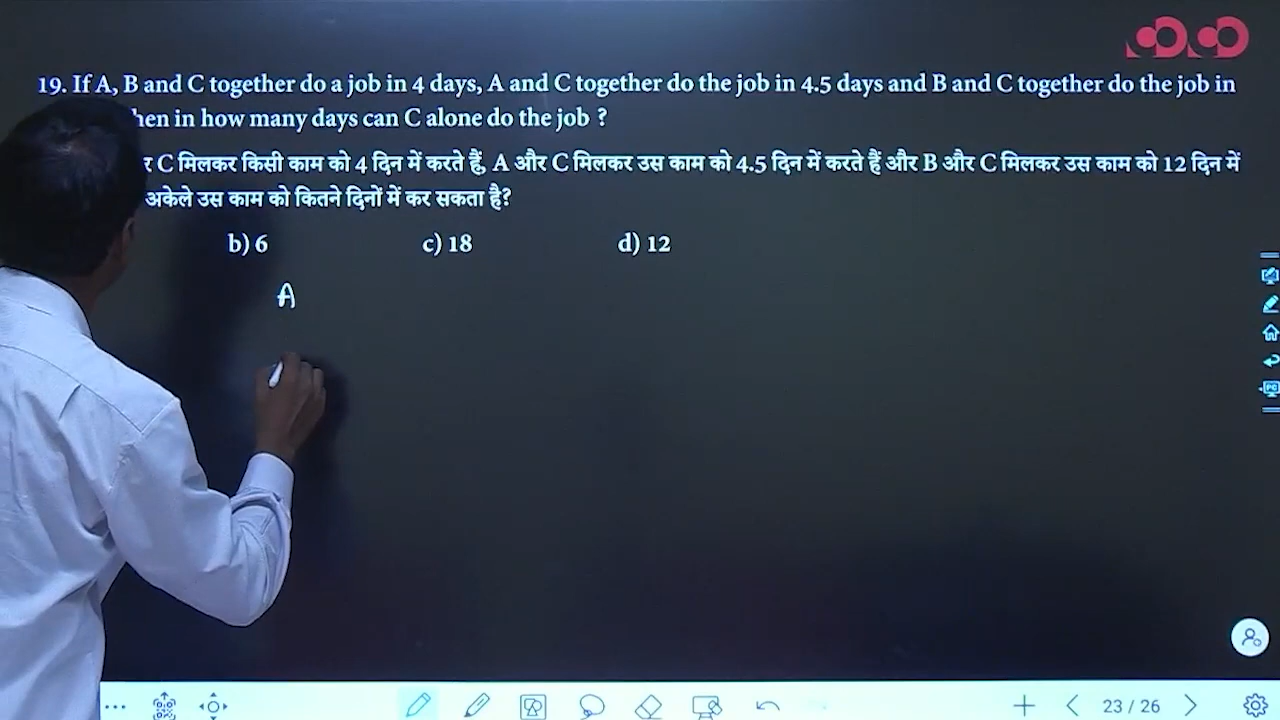 19. If A, B and C together do a job in 4 days, A and C together do the job in 4.5 days and B and C together do the job in
in how many days can C alone do the job ?
C मिलकर किसी काम को 4 दिन में करते हैं, A और C मिलकर उस काम को 4.5 दिन में करते हैं और B और C मिलकर उस काम को 12 दिन में
अकेले उस काम को कितने दिनों में कर सकता है?
b) 6 c) 18 d) 12
A
23 / 26